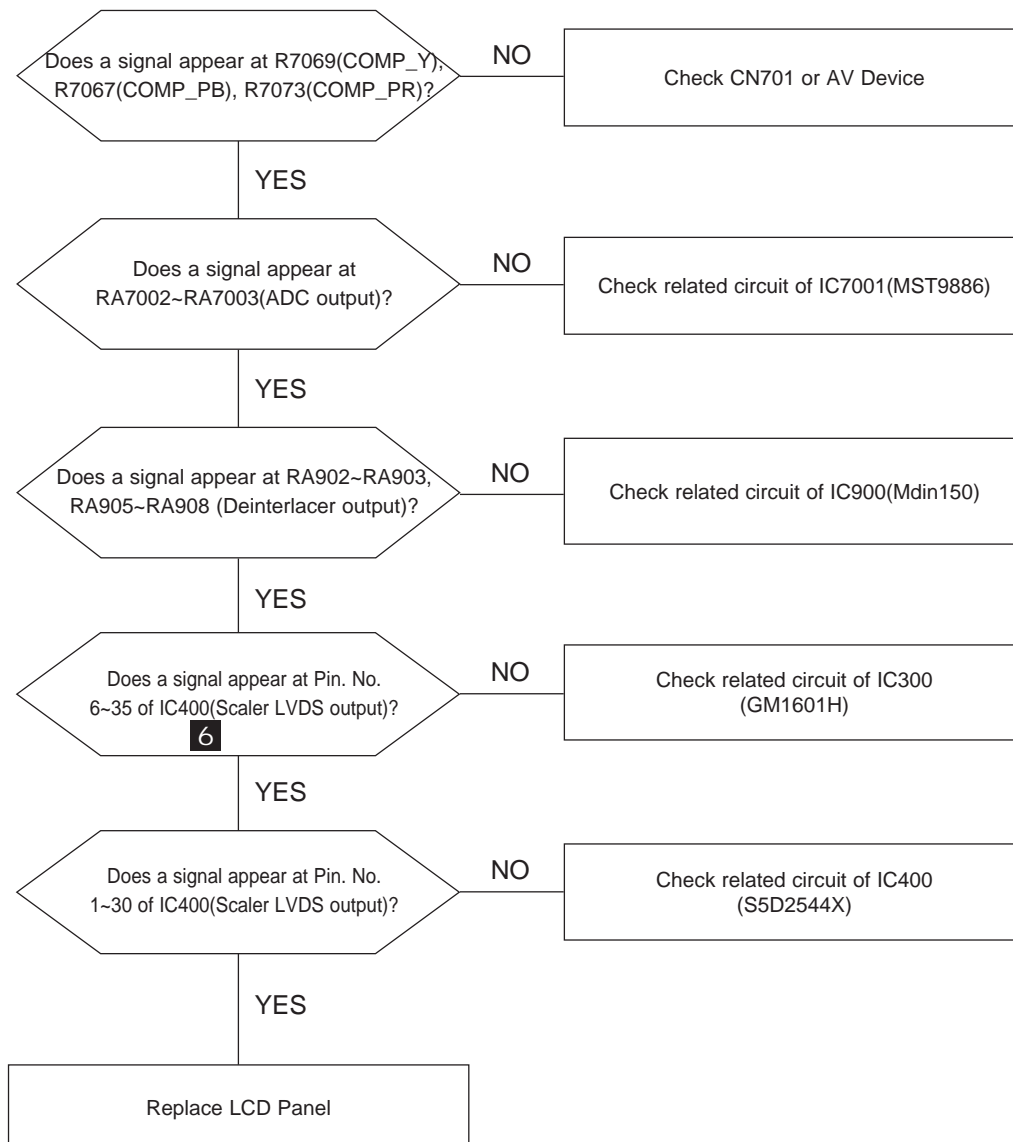 Does a signal appear at R7069(COMP_Y),
R7067(COMP_PB), R7073(COMP_PR)?
NO
Check CN701 or AV Device
YES
Does a signal appear at
RA7002~RA7003(ADC output)?
NO
Check related circuit of IC7001(MST9886)
YES
Does a signal appear at RA902~RA903,
RA905~RA908 (Deinterlacer output)?
NO
Check related circuit of IC900(Mdin150)
YES
Does a signal appear at Pin. No.
6~35 of IC400(Scaler LVDS output)?
6
NO
Check related circuit of IC300
(GM1601H)
YES
Does a signal appear at Pin. No.
1~30 of IC400(Scaler LVDS output)?
NO
Check related circuit of IC400
(S5D2544X)
YES
Replace LCD Panel